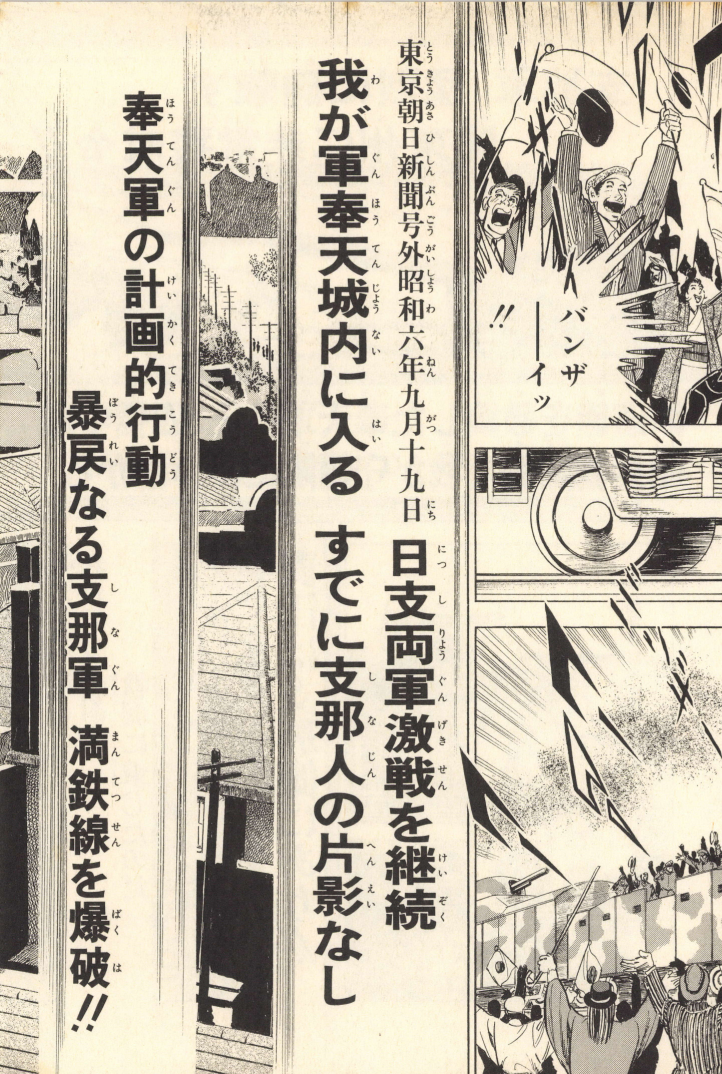 バンザ
――イッ
!!
東京朝日新聞号外昭和六年九月十九日
日支両軍激戦を継続
我が軍奉天城内に入る すでに支那人の片影なし
奉天軍の計画的行動
暴戻なる支那軍 満鉄線を爆破!!